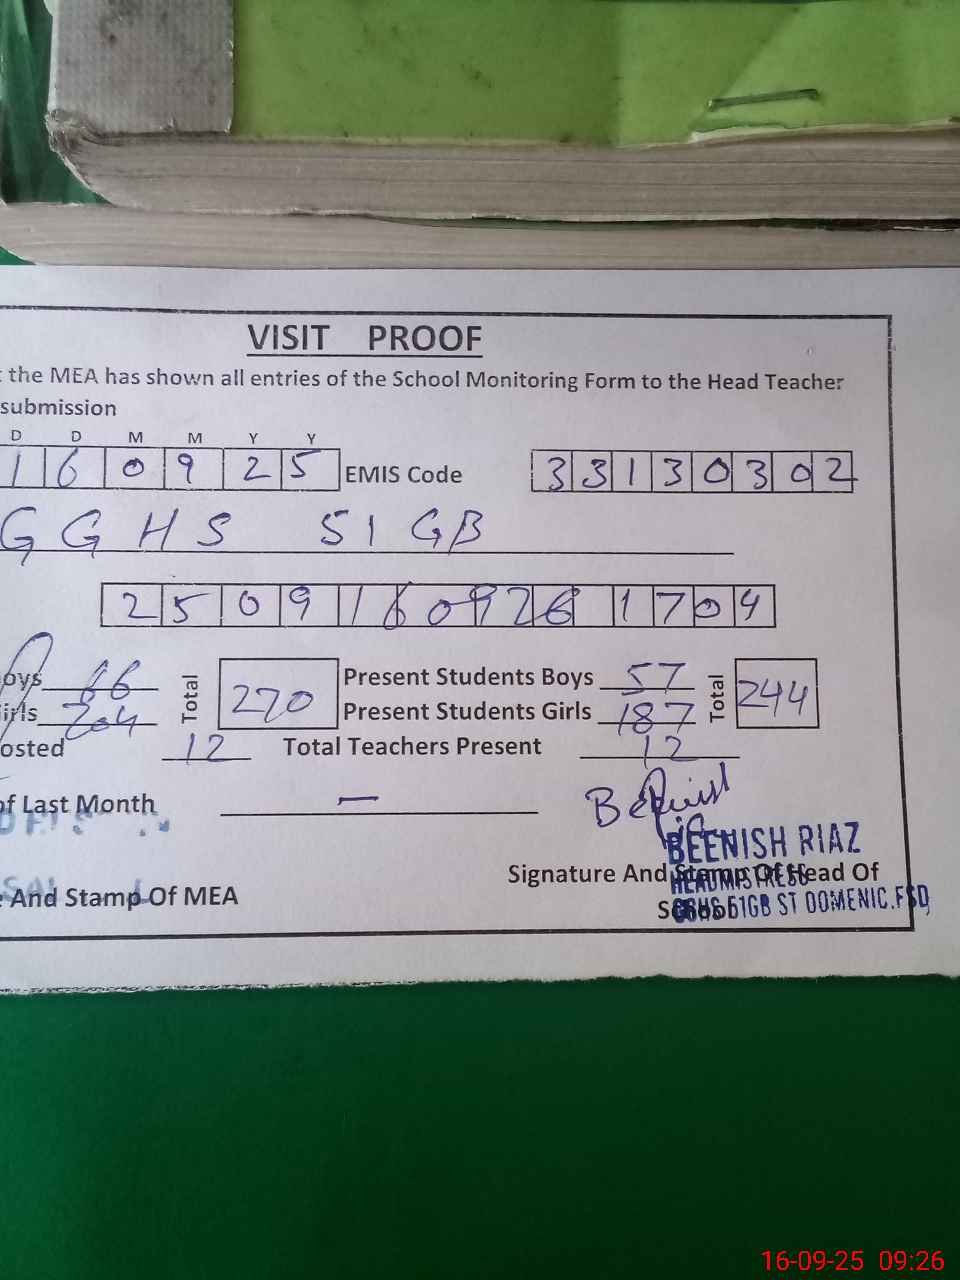 VISIT PROOF
the MEA has shown all entries of the School Monitoring Form to the Head Teacher
submission
D D M M Y Y
1 6 0 9 2 5 EMIS Code 3 3 1 3 0 3 0 2
G G H S 51 GB
2 5 0 9 1 6 0 9 2 6 1 7 0 4
oys 66 Total 270 Present Students Boys 57 Total 244
irls 204 Present Students Girls 187
osted 12 Total Teachers Present 12
of Last Month —
BEENISH RIAZ
Signature And Stamp Of Head Of
HEADMISTRESS
And Stamp Of MEA
School
GGHS 51GB ST DOMENIC.FSD
16-09-25 09:26